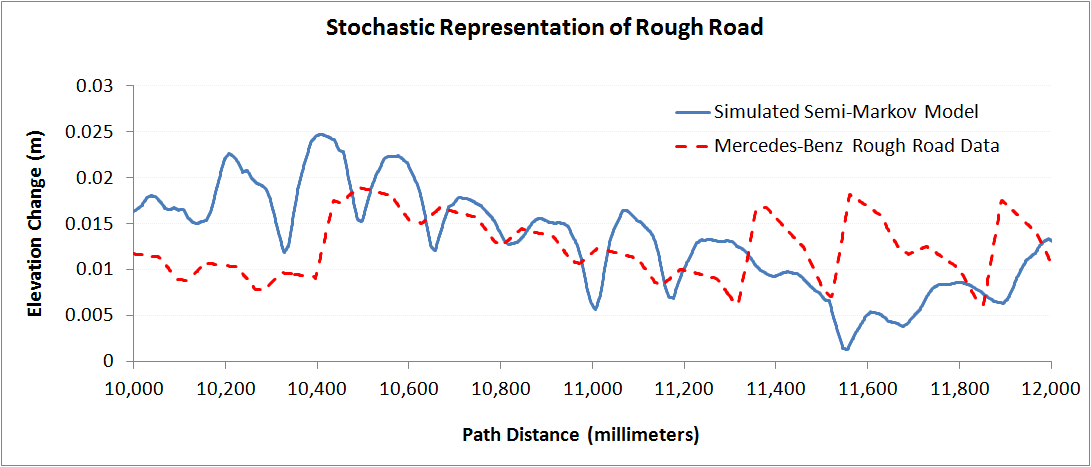 Stochastic Representation of Rough Road
Elevation Change (m)
0.03
0.025
0.02
0.015
0.01
0.005
0
Simulated Semi-Markov Model
Mercedes-Benz Rough Road Data
10,000 10,200 10,400 10,600 10,800 11,000 11,200 11,400 11,600 11,800 12,000
Path Distance (millimeters)